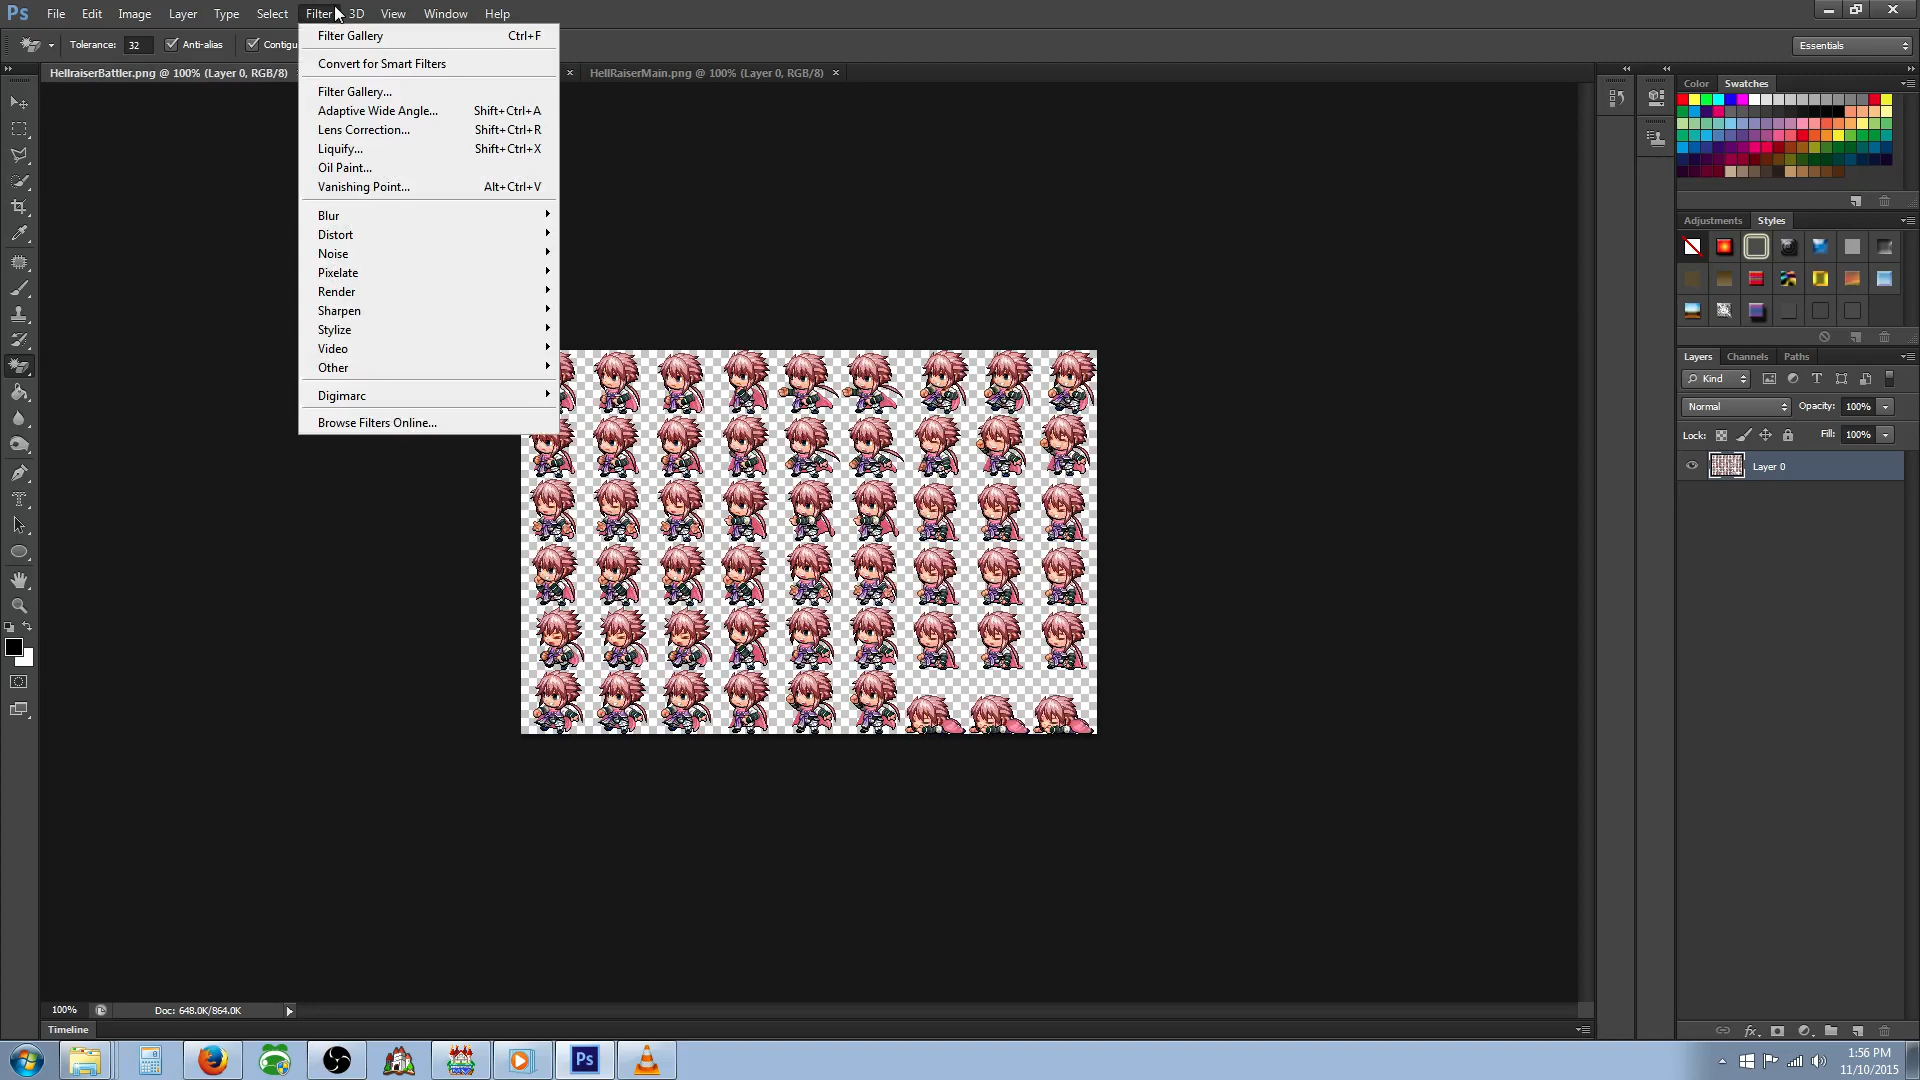 Ps File Edit Image Layer Type Select Filter 3D View Window Help
Tolerance: 32 Anti-alias Contigu Essentials
HellraiserBattler.png @ 100% (Layer 0, RGB/8) × HellRaiserMain.png @ 100% (Layer 0, RGB/8) ×
Filter Gallery Ctrl+F
Convert for Smart Filters
Filter Gallery...
Adaptive Wide Angle... Shift+Ctrl+A
Lens Correction... Shift+Ctrl+R
Liquify... Shift+Ctrl+X
Oil Paint...
Vanishing Point... Alt+Ctrl+V
Blur
Distort
Noise
Pixelate
Render
Sharpen
Stylize
Video
Other
Digimarc
Browse Filters Online...
Color Swatches
Adjustments Styles
Layers Channels Paths
Kind
Normal Opacity: 100%
Lock: Fill: 100%
Layer 0
fx
100% Doc: 648.0K/864.0K
Timeline
Ps
1:56 PM
11/10/2015